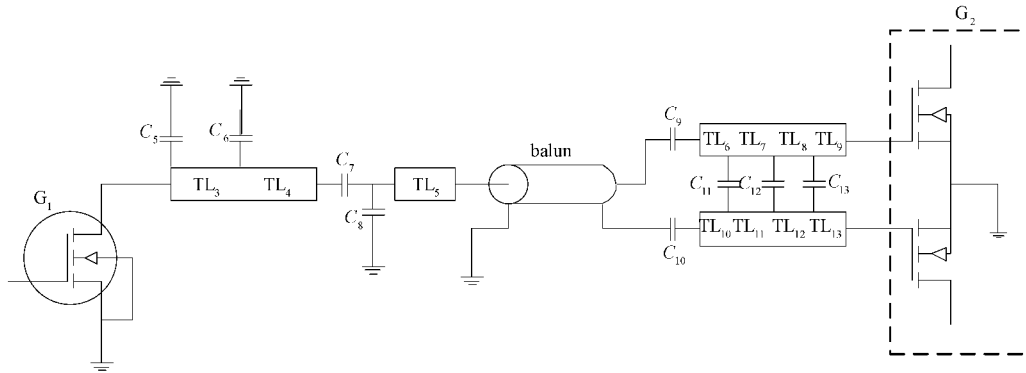 G₂
C₅
C₆
C₇
C₉
balun
TL₆ TL₇ TL₈ TL₉
TL₃ TL₄
TL₅
C₁₁ C₁₂ C₁₃
G₁
C₈
TL₁₀ TL₁₁ TL₁₂ TL₁₃
C₁₀